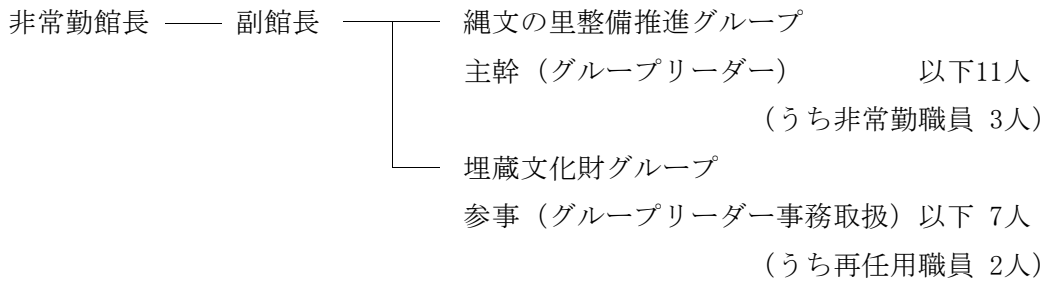 非常勤館長 副館長 縄文の里整備推進グループ
主幹（グループリーダー） 以下11人
（うち非常勤職員 3人）
埋蔵文化財グループ
参事（グループリーダー事務取扱）以下 7人
（うち再任用職員 2人）